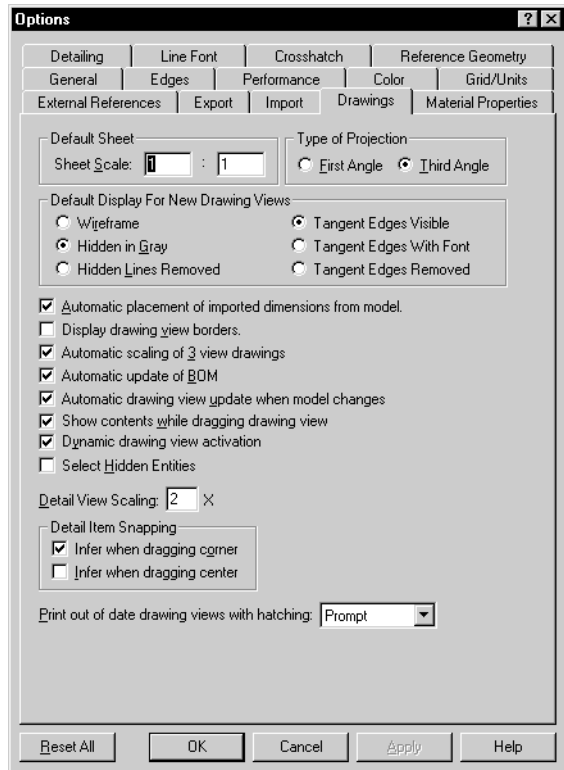 Options
Detailing Line Font Crosshatch Reference Geometry
General Edges Performance Color Grid/Units
External References Export Import Drawings Material Properties
Default Sheet Type of Projection
Sheet Scale: 1 : 1 First Angle Third Angle
Default Display For New Drawing Views
Wireframe Tangent Edges Visible
Hidden in Gray Tangent Edges With Font
Hidden Lines Removed Tangent Edges Removed
Automatic placement of imported dimensions from model.
Display drawing view borders.
Automatic scaling of 3 view drawings
Automatic update of BOM
Automatic drawing view update when model changes
Show contents while dragging drawing view
Dynamic drawing view activation
Select Hidden Entities
Detail View Scaling: 2 X
Detail Item Snapping
Infer when dragging corner
Infer when dragging center
Print out of date drawing views with hatching: Prompt
Reset All OK Cancel Apply Help